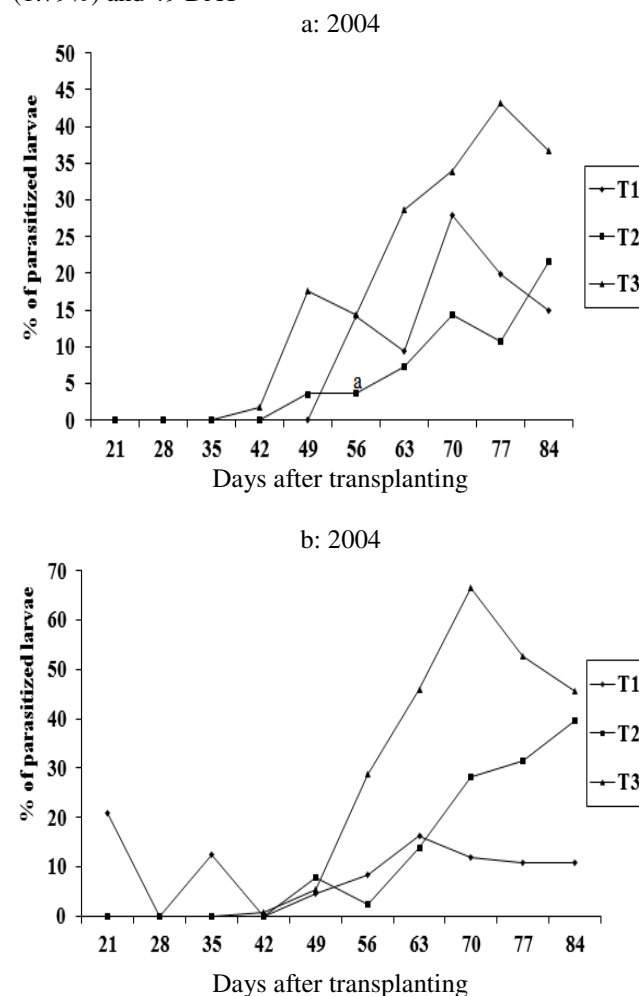 (1.79%) and 49 DAT
a: 2004
50
45
40
35
30
25
20
15
10
5
0
% of parasitized larvae
a
21 28 35 42 49 56 63 70 77 84
Days after transplanting
T1
T2
T3
b: 2004
70
60
50
40
30
20
10
0
% of parasitized larvae
21 28 35 42 49 56 63 70 77 84
Days after transplanting
T1
T2
T3